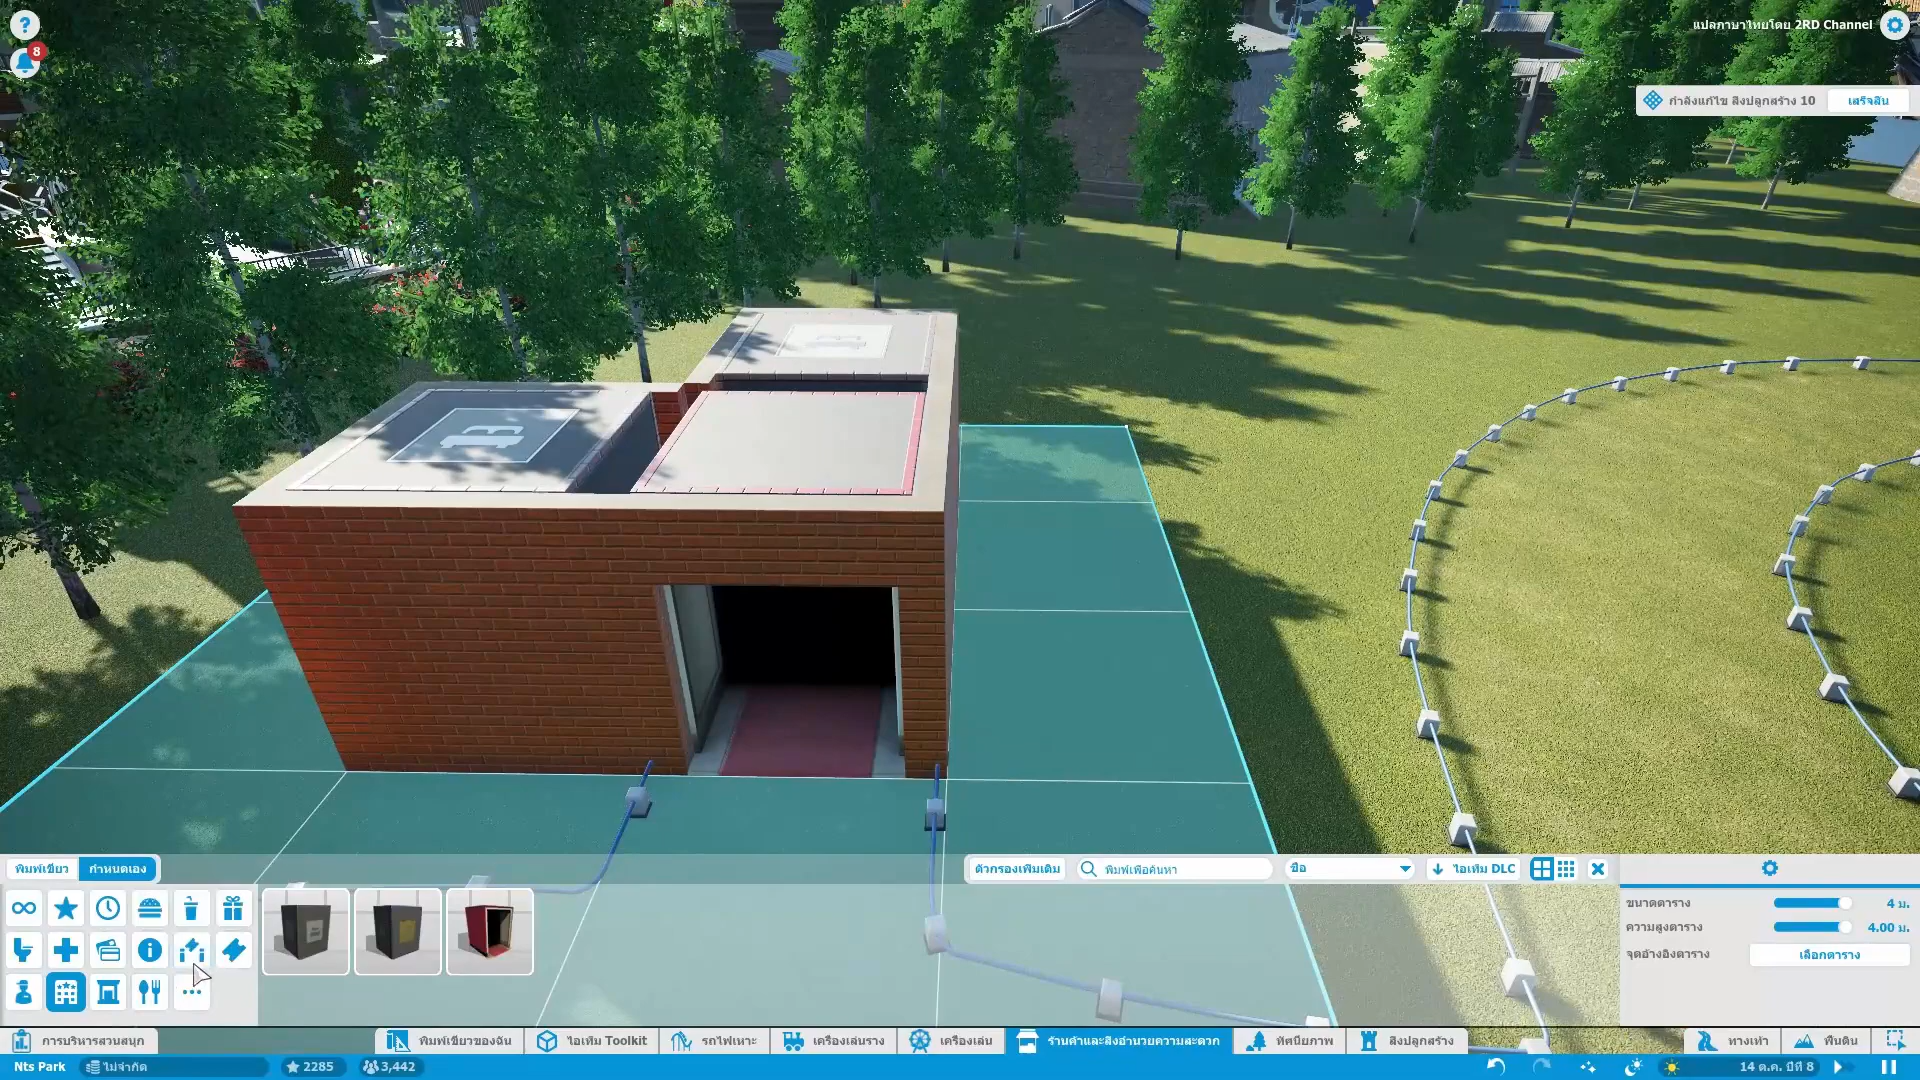 ?
8
แปลภาษาไทยโดย 2RD Channel
กำลังแก้ไข สิ่งปลูกสร้าง 10
เสร็จสิ้น
พิมพ์เขียว
กำหนดเอง
ตัวกรองเพิ่มเติม
พิมพ์เพื่อค้นหา
ชื่อ
ไอเท็ม DLC
ขนาดตาราง
4 ม.
ความสูงตาราง
4.00 ม.
จุดอ้างอิงตาราง
เลือกตาราง
การบริหารสวนสนุก
พิมพ์เขียวของฉัน
ไอเท็ม Toolkit
รถไฟเหาะ
เครื่องเล่นราง
เครื่องเล่น
ร้านค้าและสิ่งอำนวยความสะดวก
ทัศนียภาพ
สิ่งปลูกสร้าง
ทางเท้า
พื้นดิน
Nts Park
ไม่จำกัด
2285
3,442
14 ต.ค. ปีที่ 8